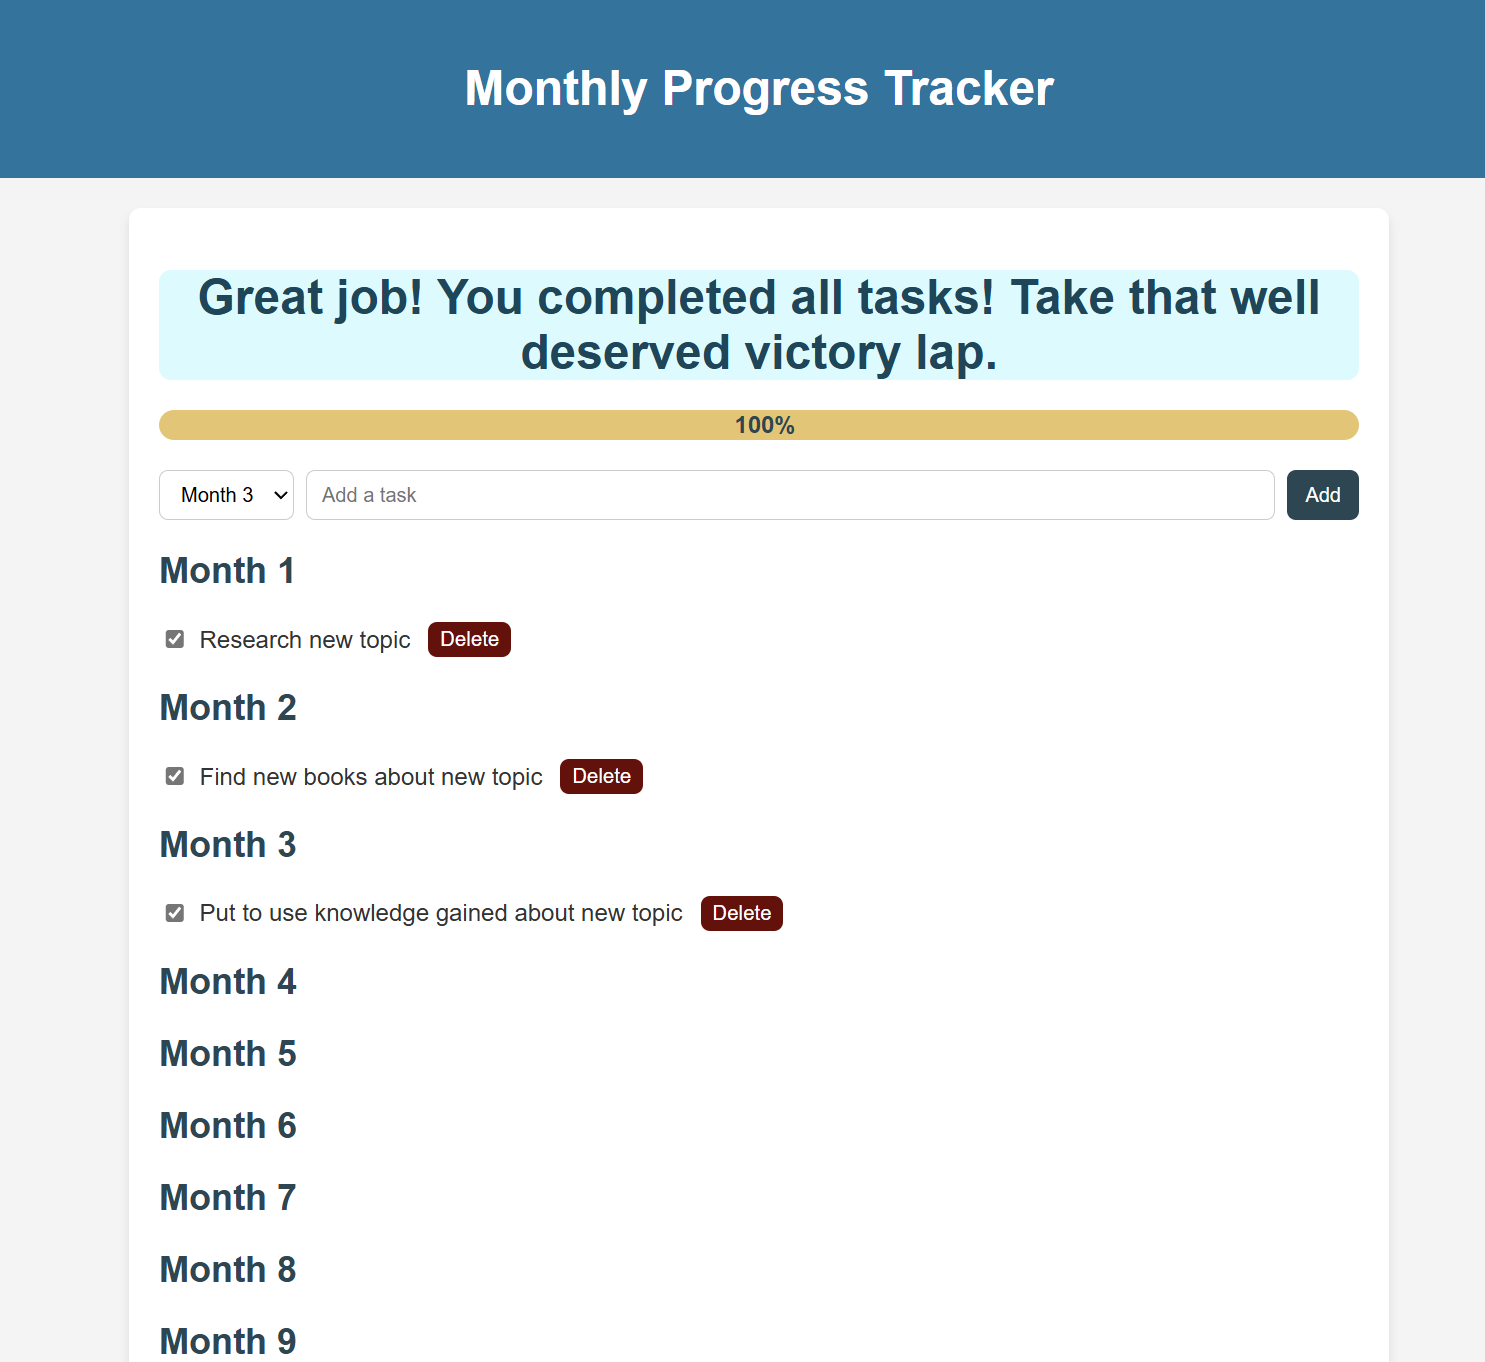 Monthly Progress Tracker
Great job! You completed all tasks! Take that well
deserved victory lap.
100%
Month 3 Add a task Add
Month 1
Research new topic Delete
Month 2
Find new books about new topic Delete
Month 3
Put to use knowledge gained about new topic Delete
Month 4
Month 5
Month 6
Month 7
Month 8
Month 9